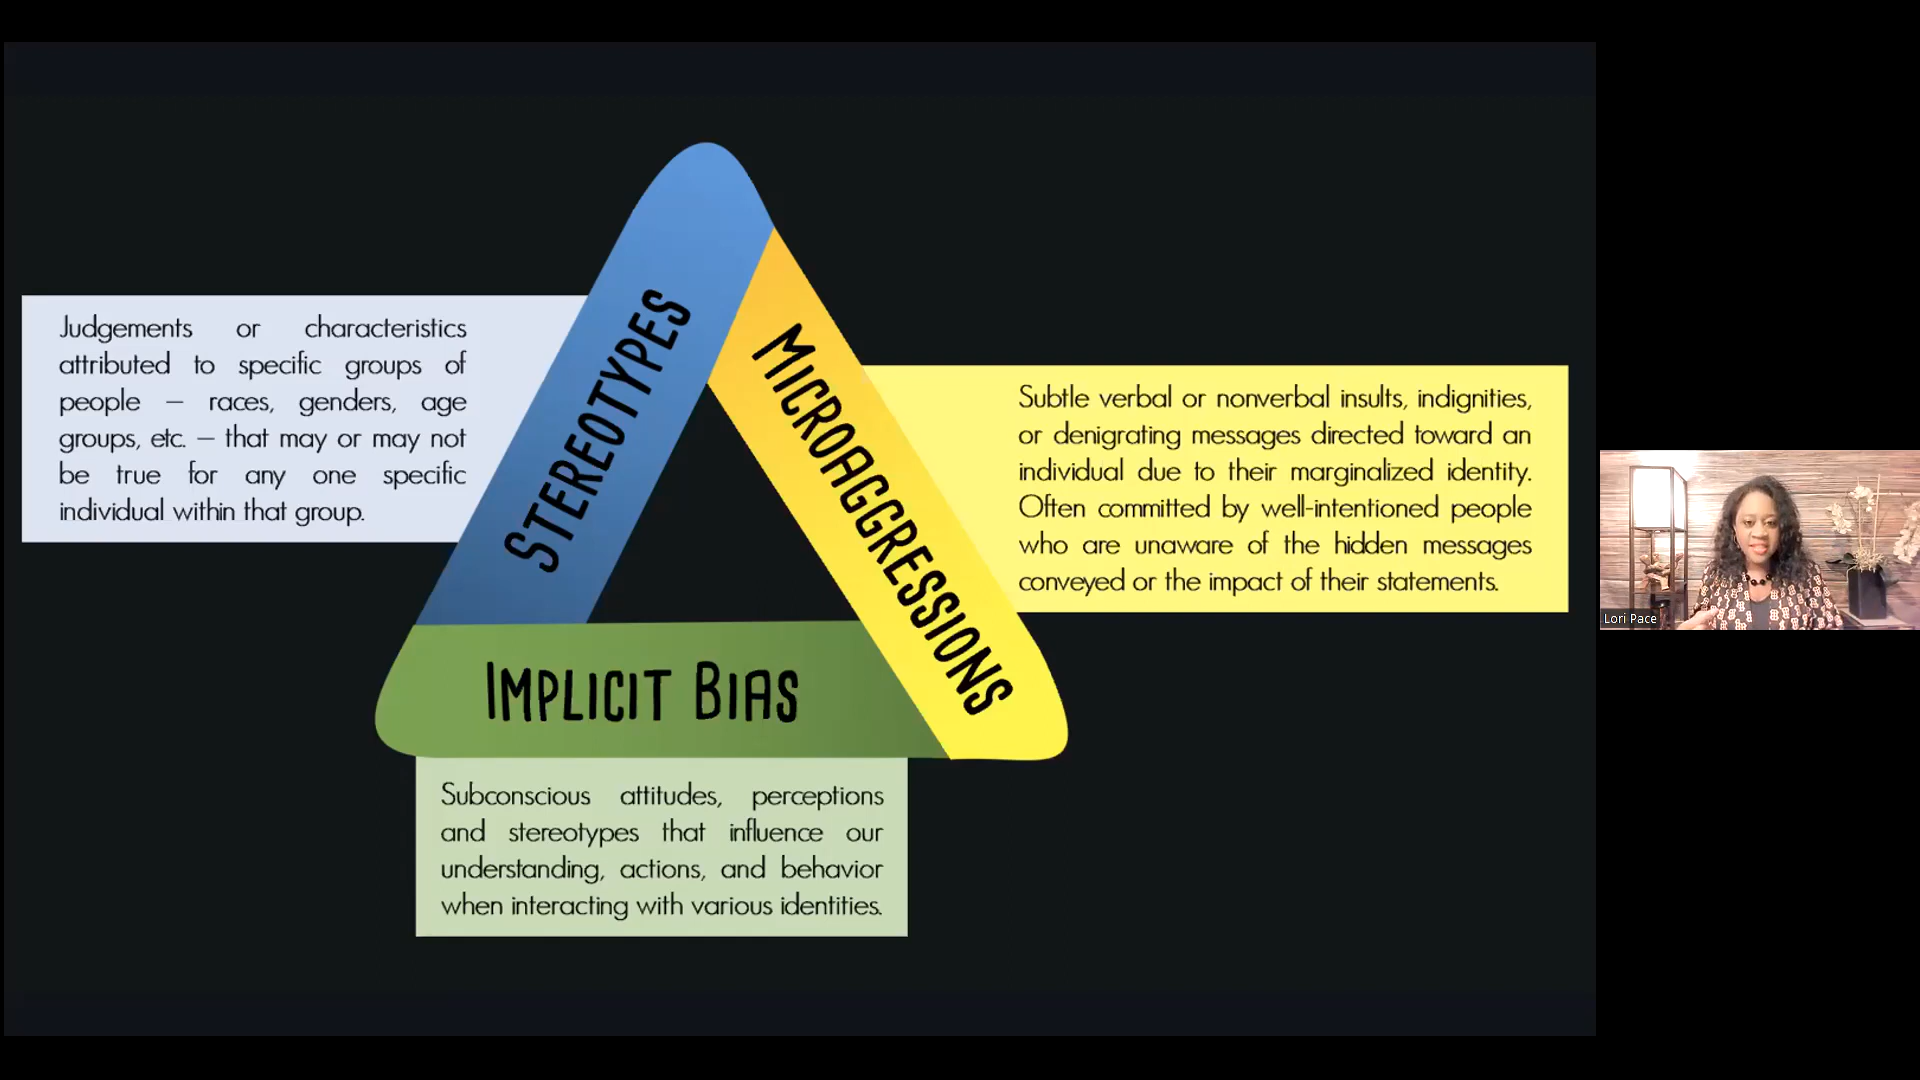 STEREOTYPES
Judgements or characteristics
attributed to specific groups of
people – races, genders, age
groups, etc. – that may or may not
be true for any one specific
individual within that group.
MICROAGGRESSIONS
Subtle verbal or nonverbal insults, indignities,
or denigrating messages directed toward an
individual due to their marginalized identity.
Often committed by well-intentioned people
who are unaware of the hidden messages
conveyed or the impact of their statements.
IMPLICIT BIAS
Subconscious attitudes, perceptions
and stereotypes that influence our
understanding, actions, and behavior
when interacting with various identities.
Lori Pace